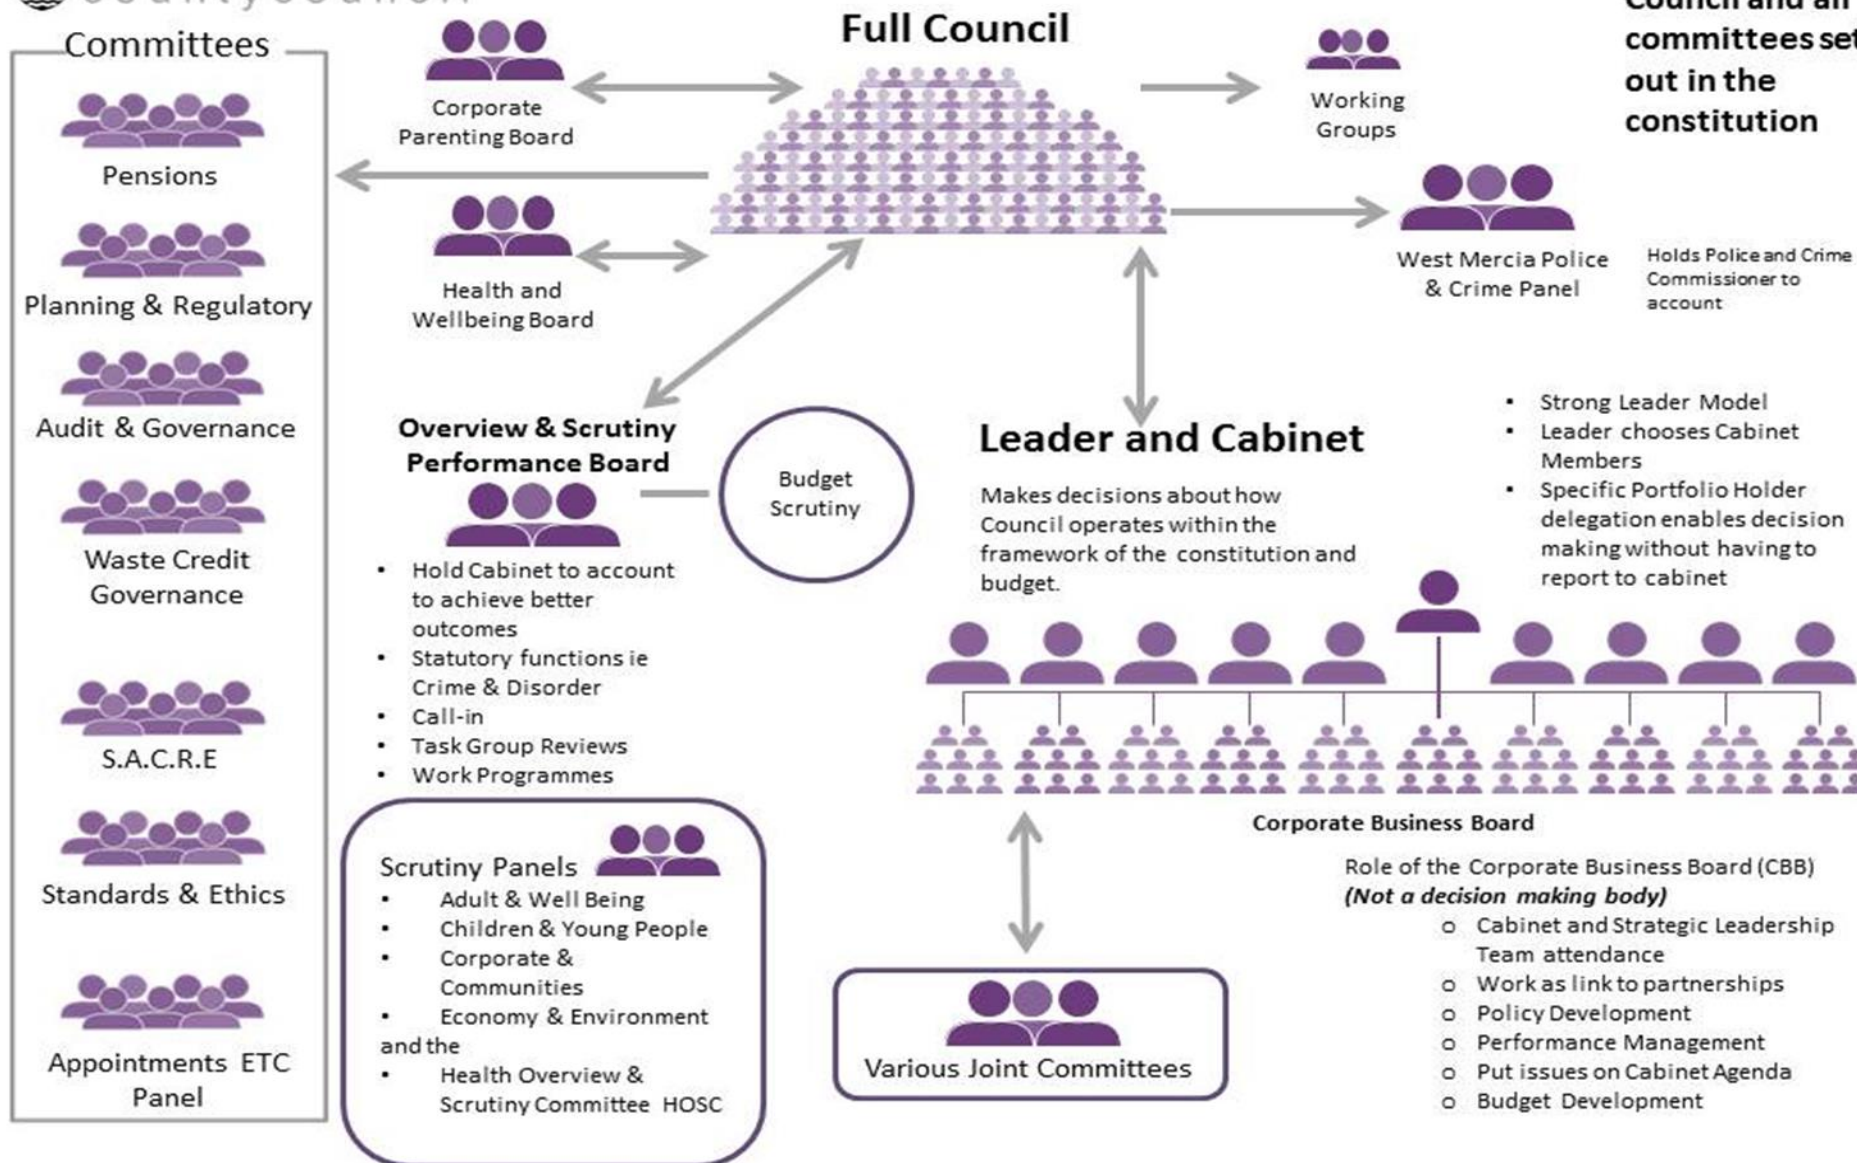 Committees
Pensions
Planning & Regulatory
Audit & Governance
Waste Credit
Governance
S.A.C.R.E
Standards & Ethics
Appointments ETC
Panel
Corporate
Parenting Board
Health and
Wellbeing Board
Full Council
Working
Groups
Council and all
committees set
out in the
constitution
West Mercia Police
& Crime Panel
Holds Police and Crime
Commissioner to
account
Overview & Scrutiny
Performance Board
• Hold Cabinet to account
to achieve better
outcomes
• Statutory functions ie
Crime & Disorder
• Call-in
• Task Group Reviews
• Work Programmes
Budget
Scrutiny
Scrutiny Panels
• Adult & Well Being
• Children & Young People
• Corporate &
Communities
• Economy & Environment
and the
• Health Overview &
Scrutiny Committee HOSC
Leader and Cabinet
Makes decisions about how
Council operates within the
framework of the constitution and
budget.
▪ Strong Leader Model
▪ Leader chooses Cabinet
Members
▪ Specific Portfolio Holder
delegation enables decision
making without having to
report to cabinet
Various Joint Committees
Corporate Business Board
Role of the Corporate Business Board (CBB)
(Not a decision making body)
o Cabinet and Strategic Leadership
Team attendance
o Work as link to partnerships
o Policy Development
o Performance Management
o Put issues on Cabinet Agenda
o Budget Development